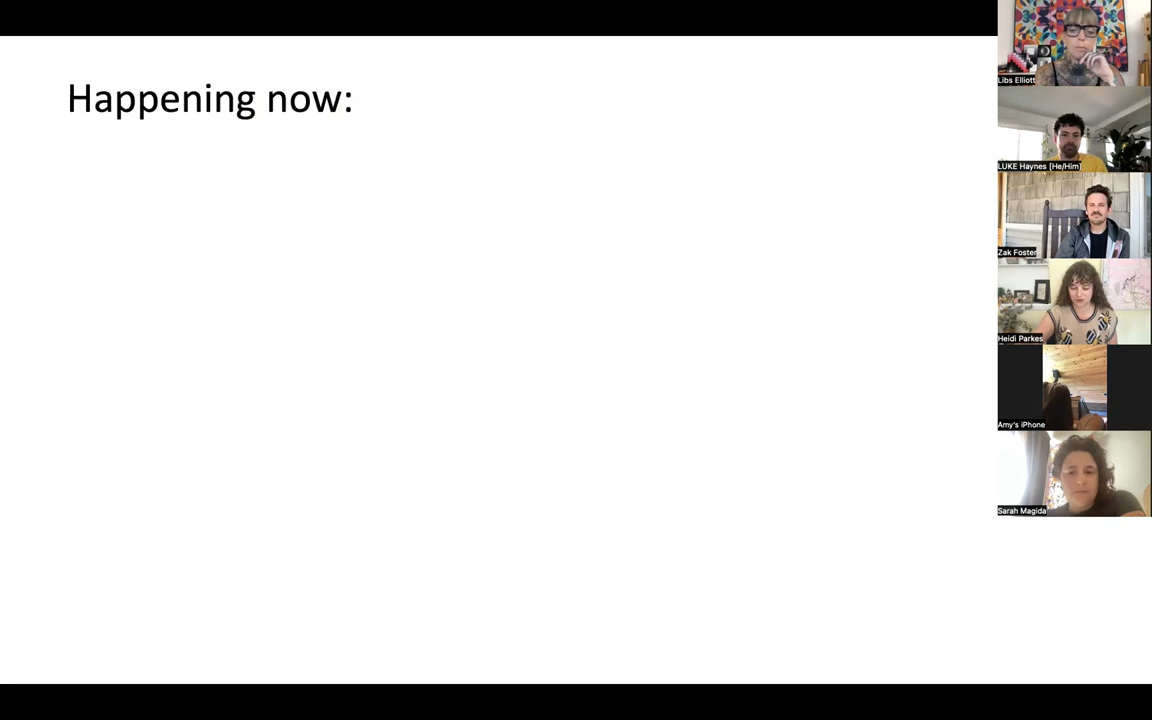 Happening now:
Libs Elliott
LUKE Haynes [He/Him]
Zak Foster
Heidi Parkes
Amy's iPhone
Sarah Magida